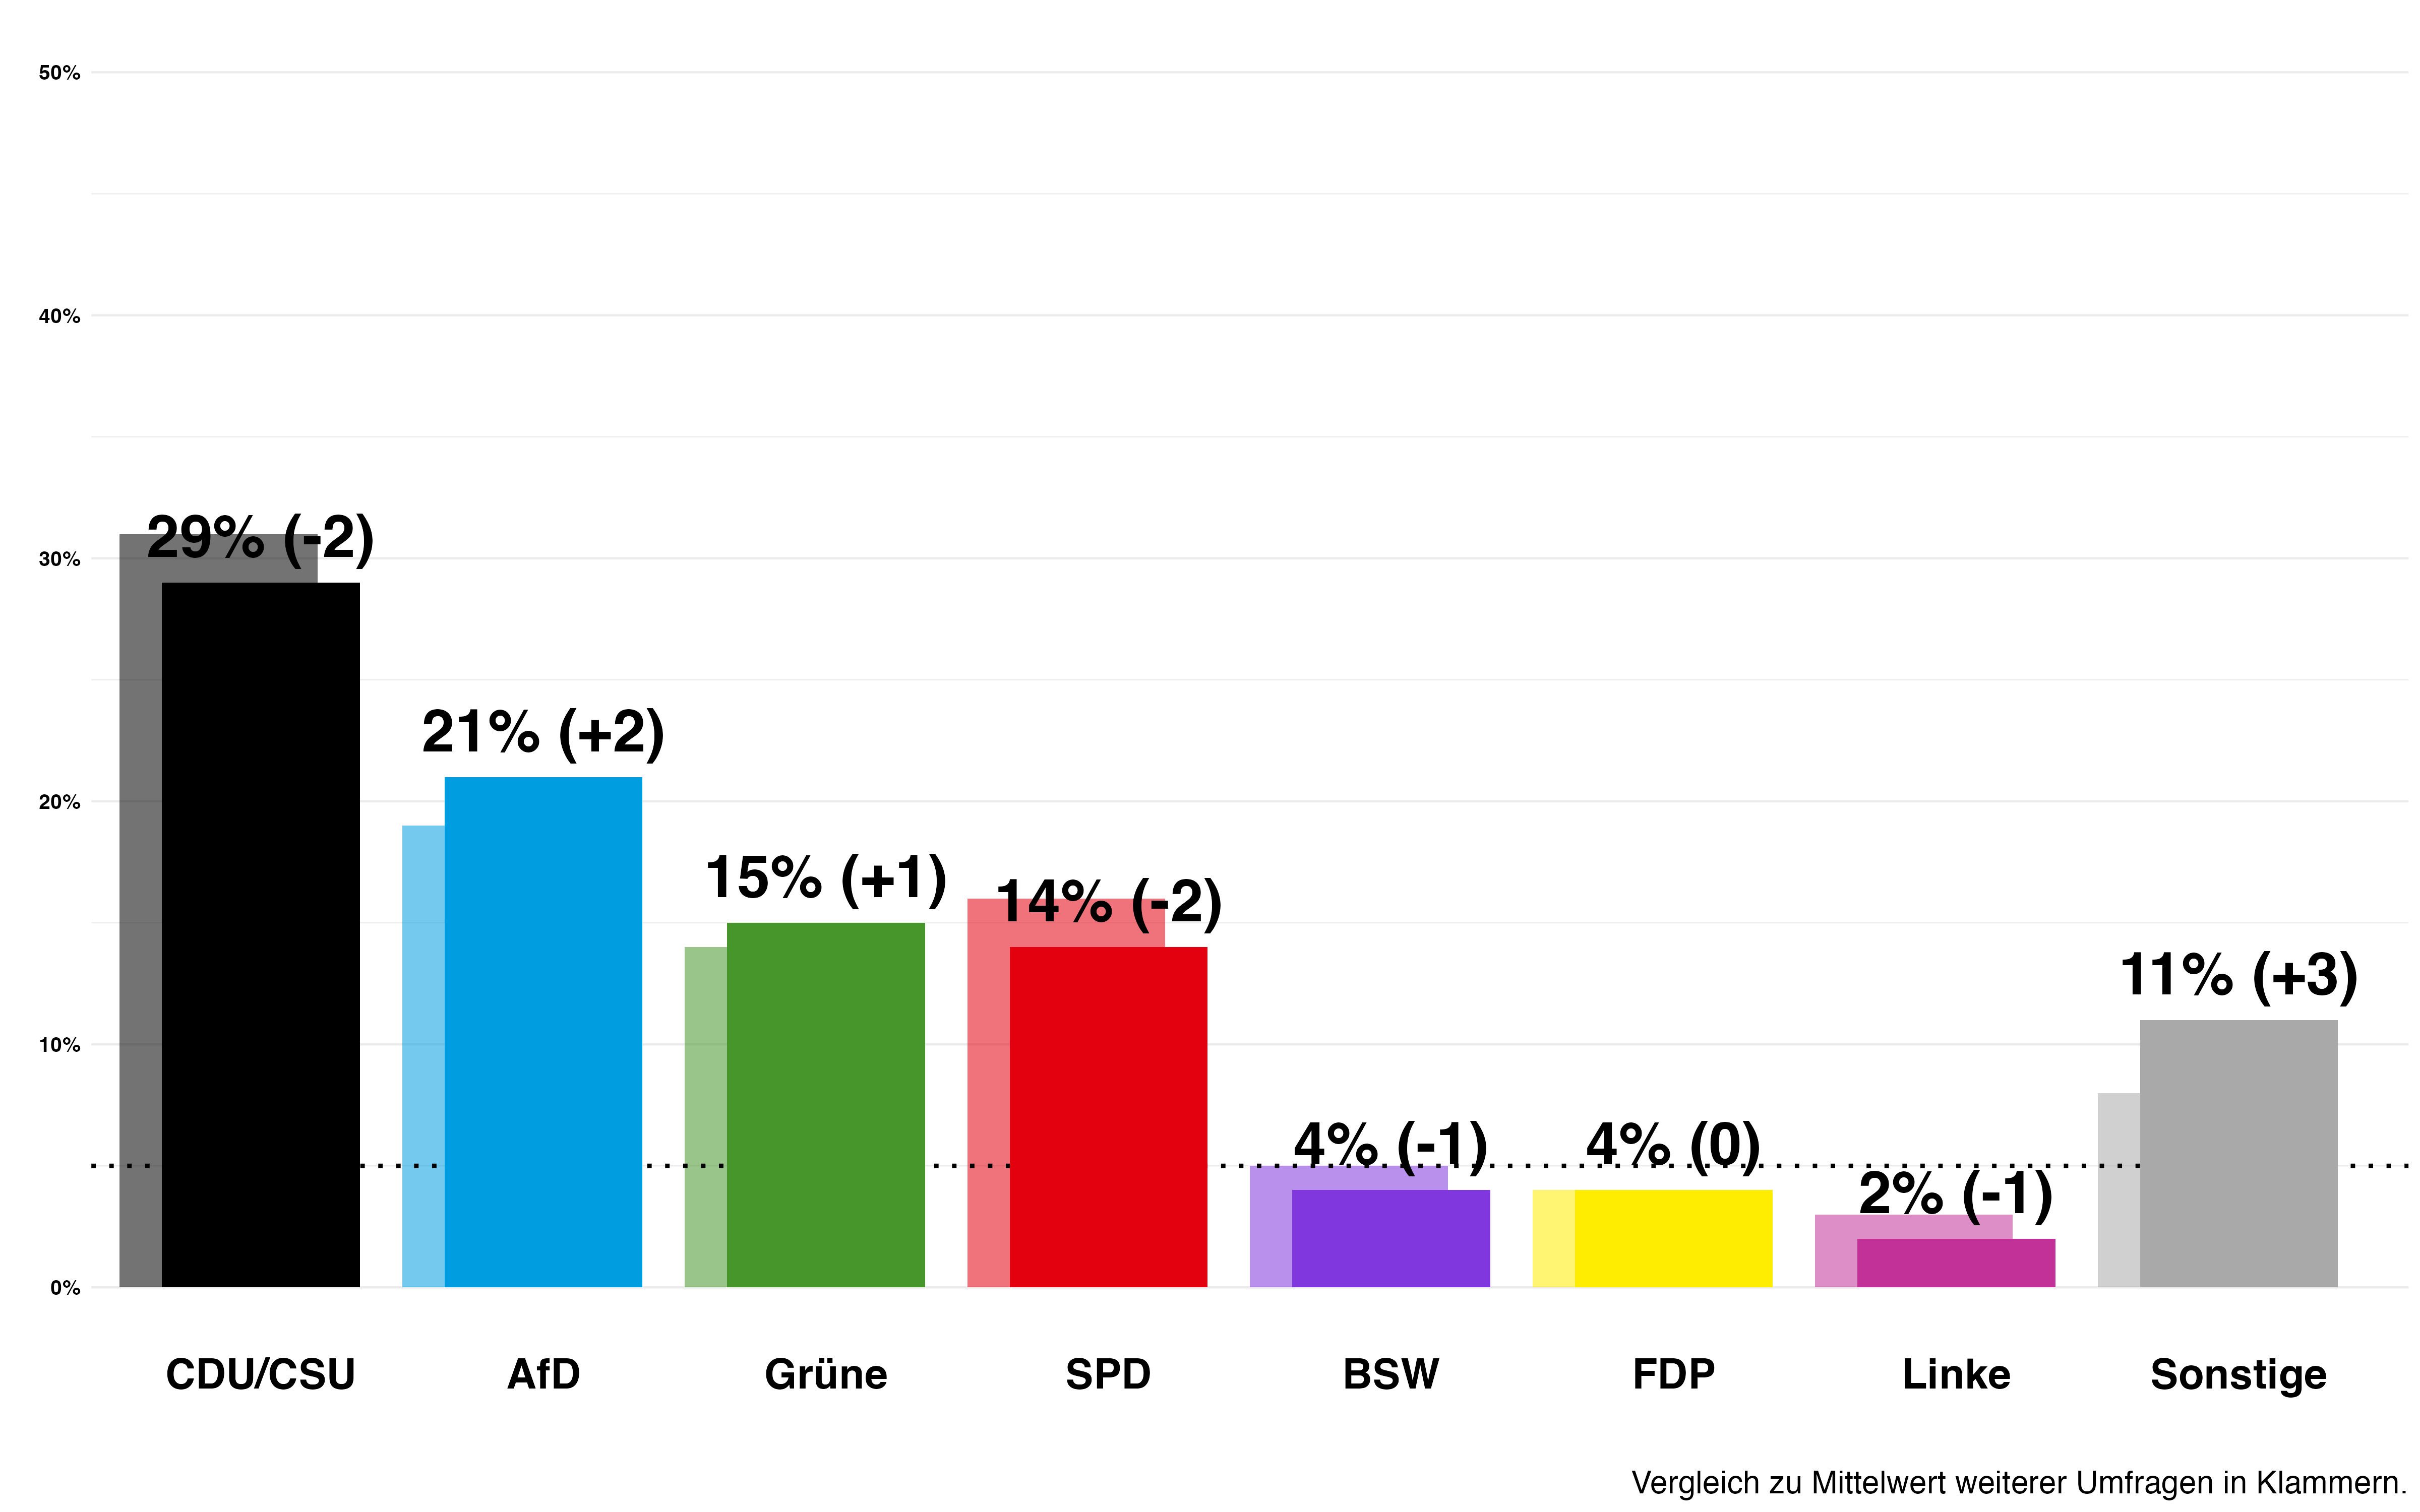 50%
40%
30%
20%
10%
0%
29% (-2)
21% (+2)
15% (+1)
14% (-2)
4% (-1)
4% (0)
2% (-1)
11% (+3)
CDU/CSU
AfD
Grüne
SPD
BSW
FDP
Linke
Sonstige
Vergleich zu Mittelwert weiterer Umfragen in Klammern.